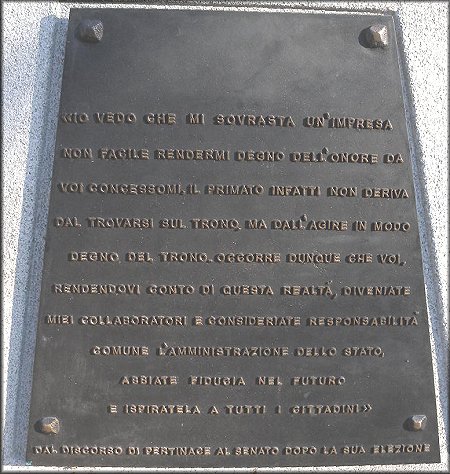 «IO VEDO CHE MI SOVRASTA UN'IMPRESA
NON FACILE RENDERMI DEGNO DELL'ONORE DA
VOI CONCESSOMI. IL PRIMATO INFATTI NON DERIVA
DAL TROVARSI SUL TRONO MA DALL'AGIRE IN MODO
DEGNO DEL TRONO. OCCORRE DUNQUE CHE VOI,
RENDENDOVI CONTO DI QUESTA REALTÀ, DIVENIATE
MIEI COLLABORATORI E CONSIDERIATE RESPONSABILITÀ
COMUNE L'AMMINISTRAZIONE DELLO STATO,
ABBIATE FIDUCIA NEL FUTURO
E ISPIRATELA A TUTTI I CITTADINI»
DAL DISCORSO DI PERTINACE AL SENATO DOPO LA SUA ELEZIONE